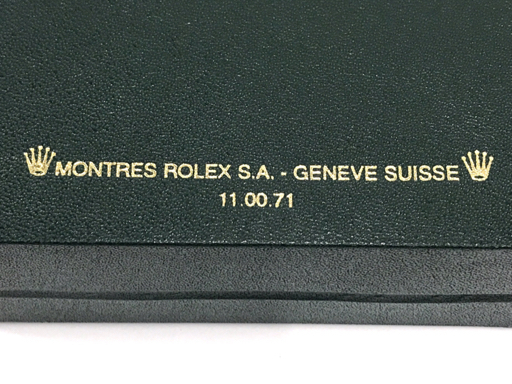 MONTRES ROLEX S.A. - GENEVE SUISSE
11.00.71